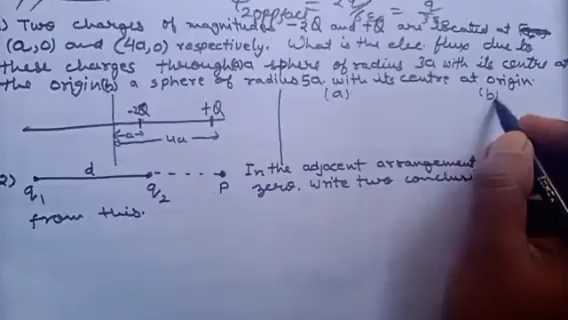 (2oppface = = q
) Two charges of magnitudes -2Q and +Q are located at
(a,0) and (4a,0) respectively. What is the elec. flux due to
these charges through(a)a sphere of radius 3a with its centre at
the origin(b) a sphere of radius 5a with its centre at origin.
(a) (b)
-2Q +Q
a
4a
2) d In the adjacent arrangement
q1 q2 P zero. Write two
from this.